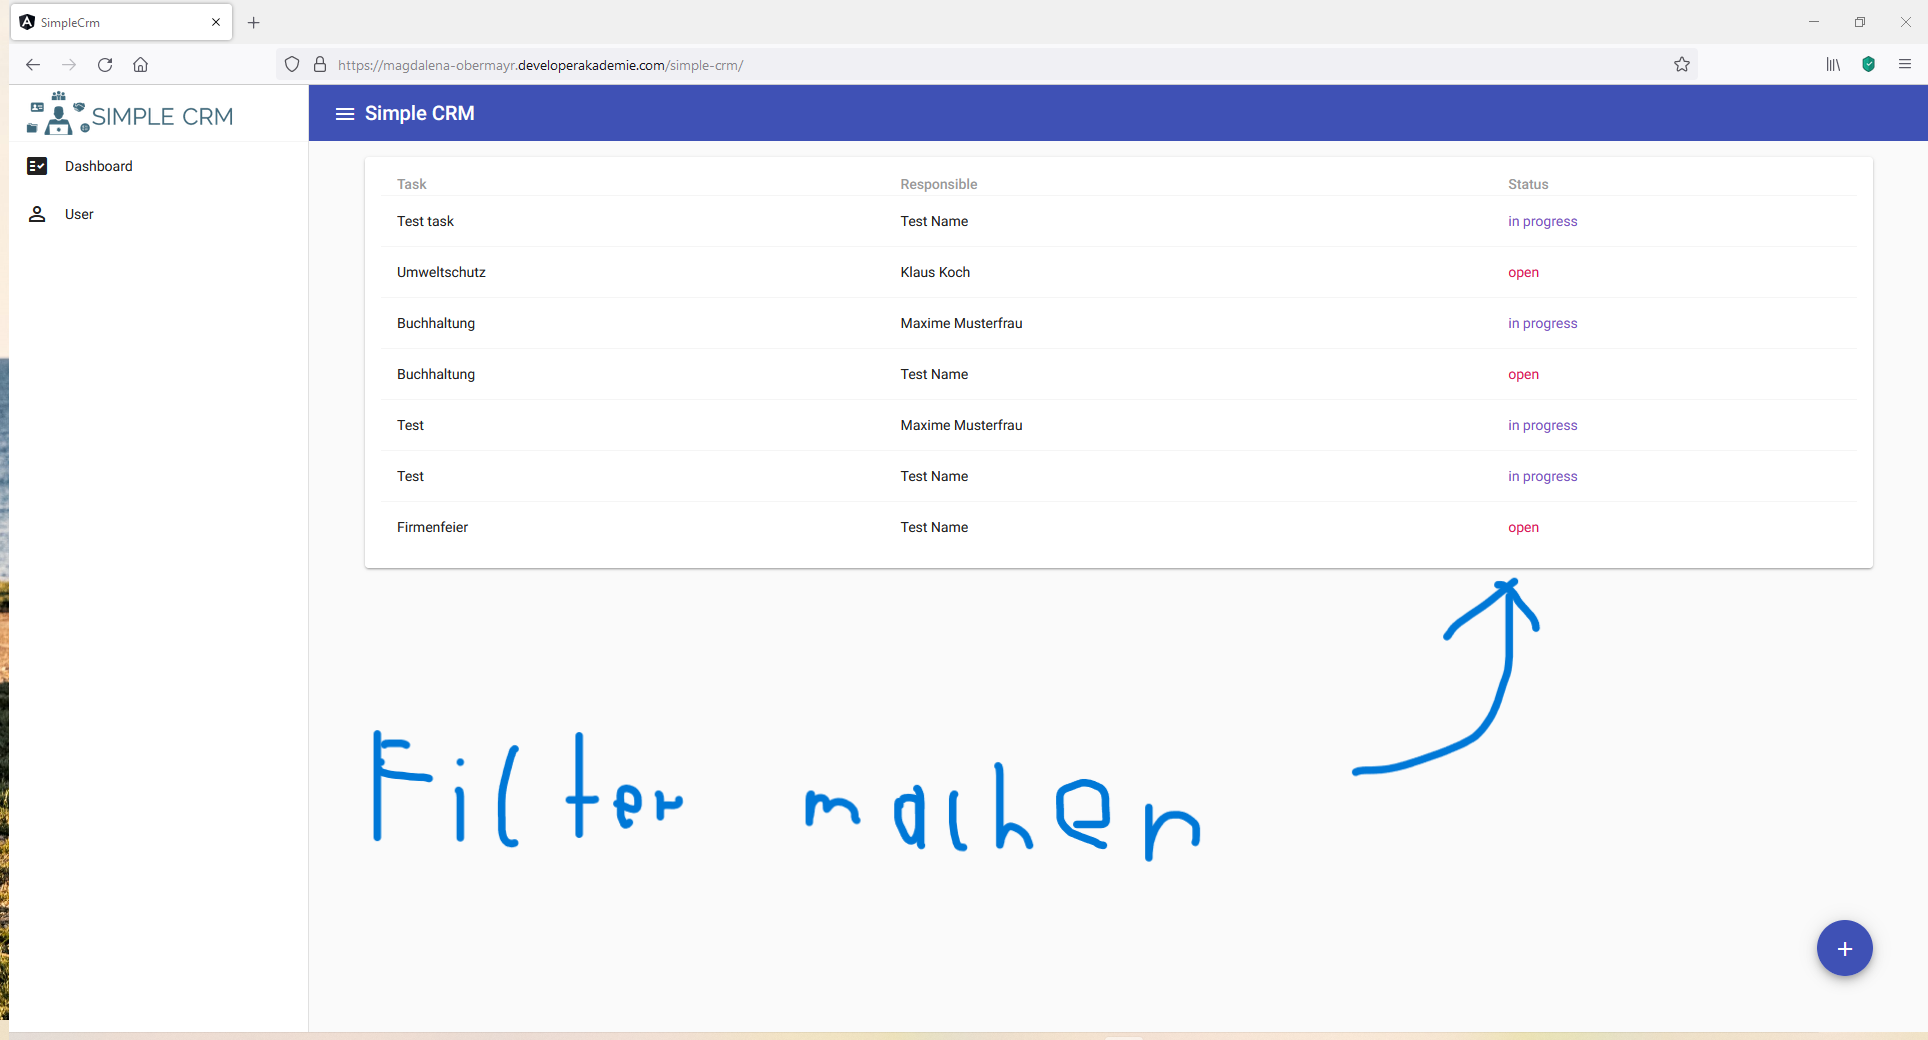 SimpleCrm
https://magdalena-obermayr.developerakademie.com/simple-crm/
SIMPLE CRM
Simple CRM
Dashboard
User
Task Responsible Status
Test task Test Name in progress
Umweltschutz Klaus Koch open
Buchhaltung Maxime Musterfrau in progress
Buchhaltung Test Name open
Test Maxime Musterfrau in progress
Test Test Name in progress
Firmenfeier Test Name open
Filter machen